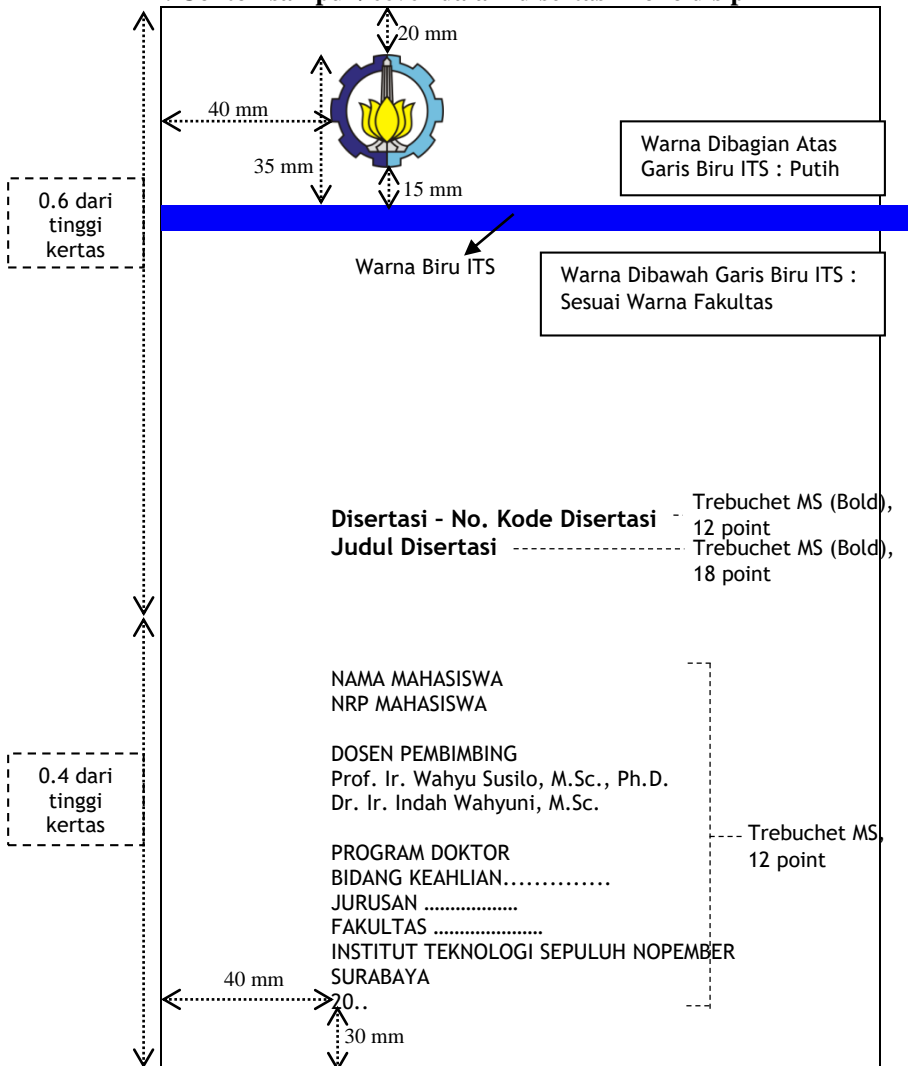 20 mm
40 mm
35 mm
Warna Dibagian Atas
Garis Biru ITS : Putih
15 mm
0.6 dari
tinggi
kertas
Warna Biru ITS
Warna Dibawah Garis Biru ITS :
Sesuai Warna Fakultas
Disertasi – No. Kode Disertasi
Trebuchet MS (Bold),
12 point
Judul Disertasi
Trebuchet MS (Bold),
18 point
NAMA MAHASISWA
NRP MAHASISWA
DOSEN PEMBIMBING
Prof. Ir. Wahyu Susilo, M.Sc., Ph.D.
Dr. Ir. Indah Wahyuni, M.Sc.
0.4 dari
tinggi
kertas
Trebuchet MS,
12 point
PROGRAM DOKTOR
BIDANG KEAHLIAN..............
JURUSAN ..................
FAKULTAS .....................
INSTITUT TEKNOLOGI SEPULUH NOPEMBER
SURABAYA
20..
40 mm
30 mm